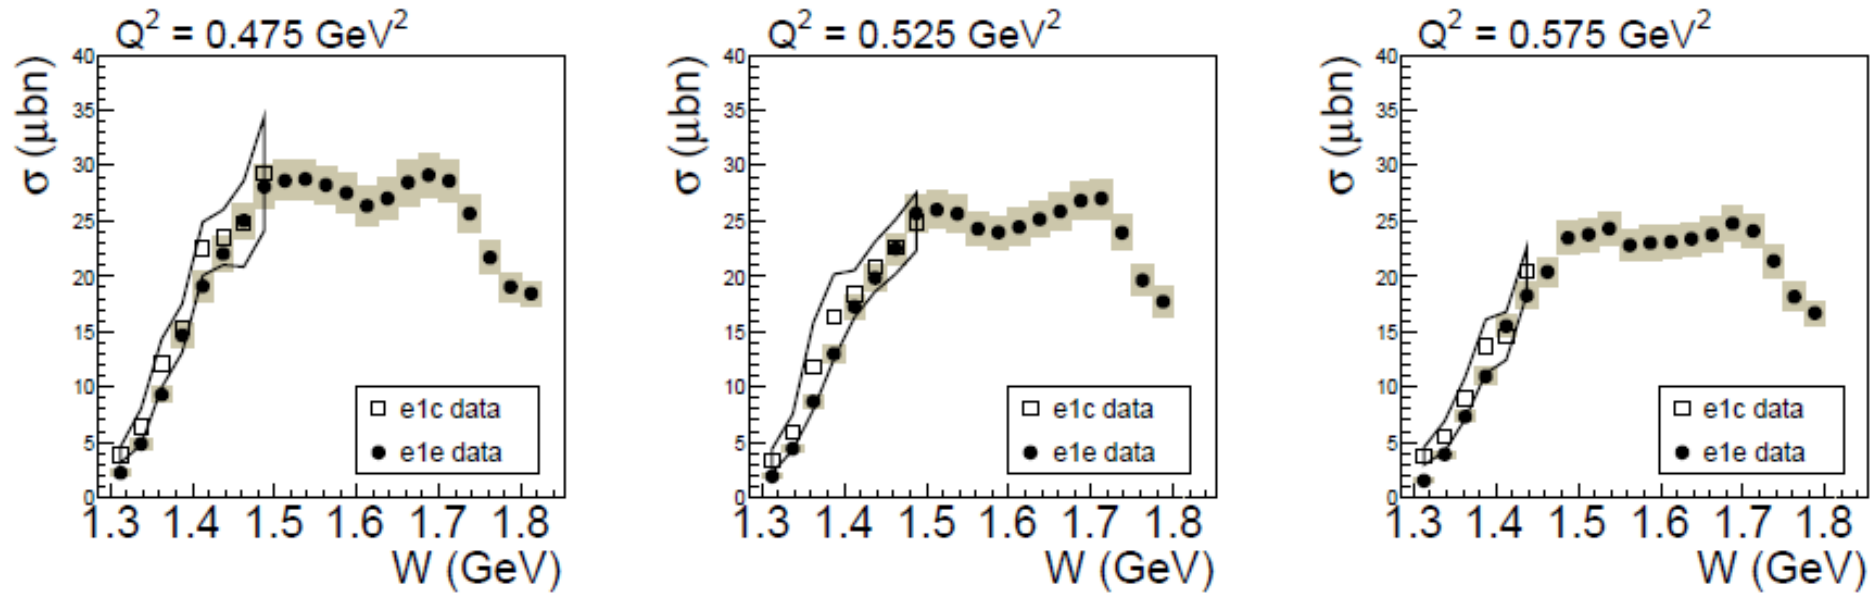 Q² = 0.475 GeV²
σ (μbn)
40
35
30
25
20
15
10
5
0
e1c data
e1e data
1.3 1.4 1.5 1.6 1.7 1.8
W (GeV)
Q² = 0.525 GeV²
σ (μbn)
40
35
30
25
20
15
10
5
0
e1c data
e1e data
1.3 1.4 1.5 1.6 1.7 1.8
W (GeV)
Q² = 0.575 GeV²
σ (μbn)
40
35
30
25
20
15
10
5
0
e1c data
e1e data
1.3 1.4 1.5 1.6 1.7 1.8
W (GeV)